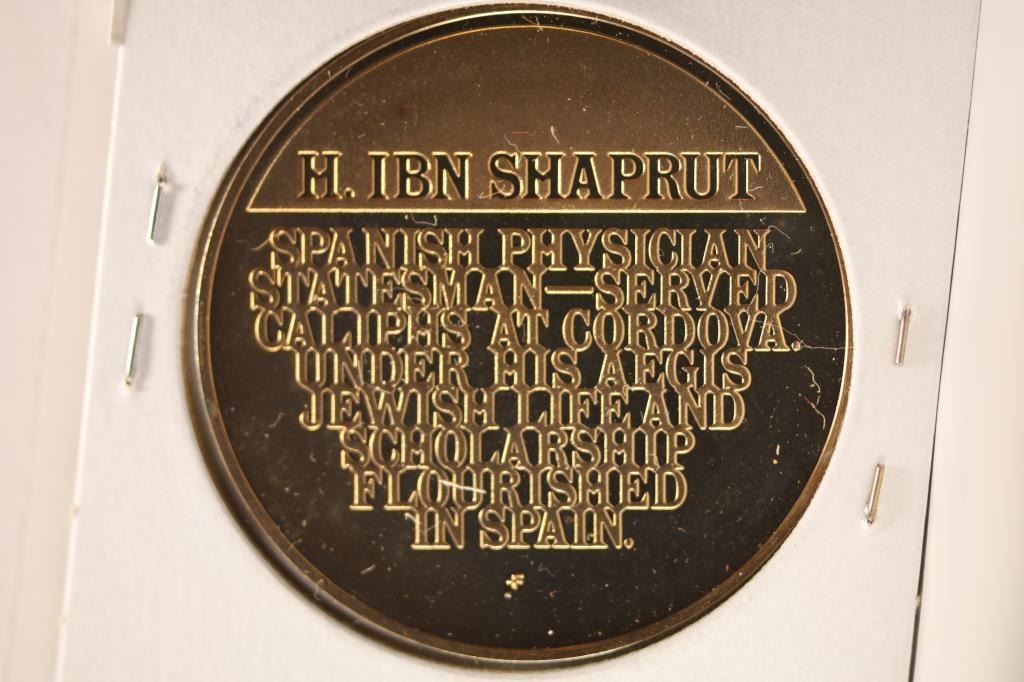 H. IBN SHAPRUT
SPANISH PHYSICIAN
STATESMAN—SERVED
CALIPHS AT CORDOVA.
UNDER HIS AEGIS
JEWISH LIFE AND
SCHOLARSHIP
FLOURISHED
IN SPAIN.